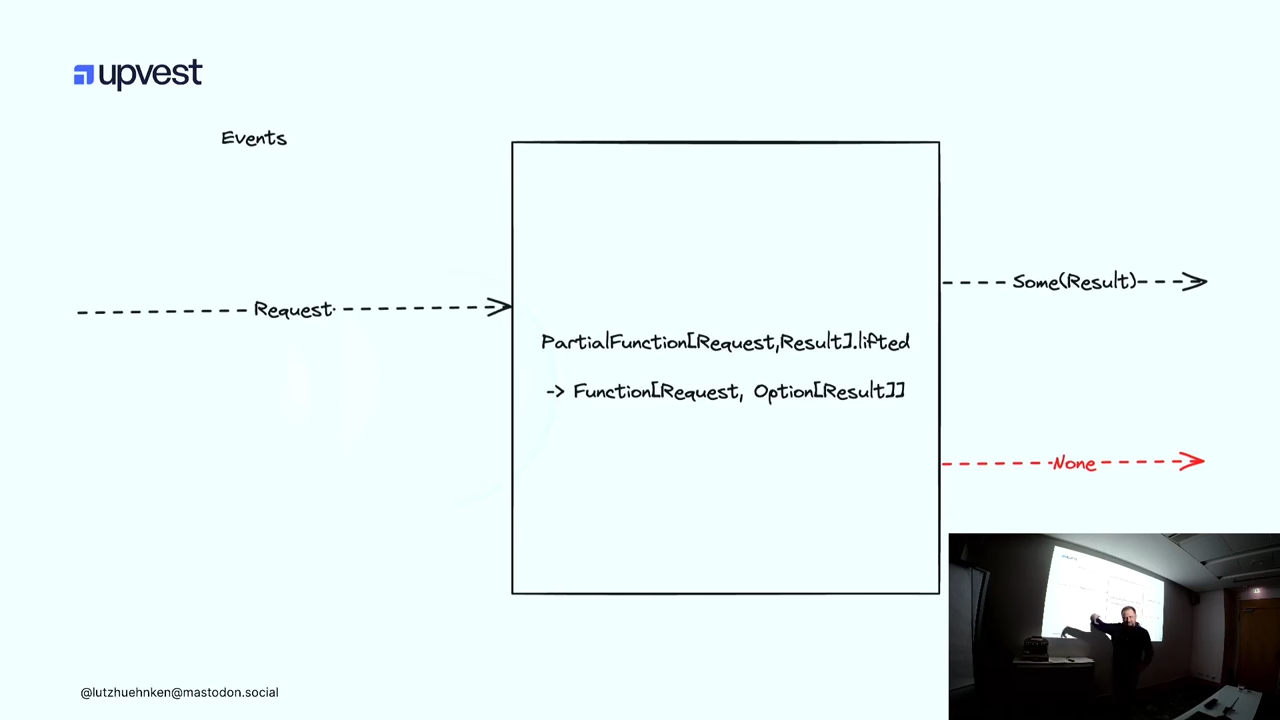 upvest
Events
Request
PartialFunction[Request,Result].lifted
-> Function[Request, Option[Result]]
Some(Result)
None
@lutzhuehnken@mastodon.social